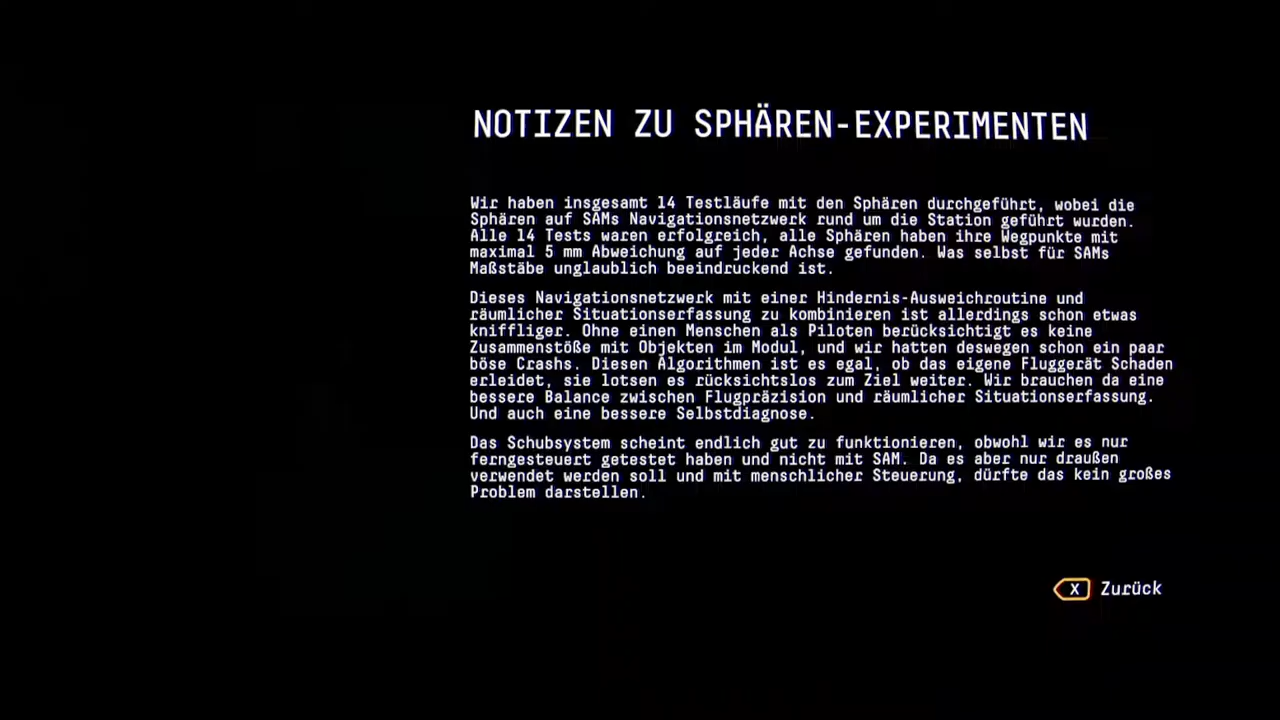 NOTIZEN ZU SPHÄREN-EXPERIMENTEN
Wir haben insgesamt 14 Testläufe mit den Sphären durchgeführt, wobei die
Sphären auf SAMs Navigationsnetzwerk rund um die Station geführt wurden.
Alle 14 Tests waren erfolgreich, alle Sphären haben ihre Wegpunkte mit
maximal 5 mm Abweichung auf jeder Achse gefunden. Was selbst für SAMs
Maßstäbe unglaublich beeindruckend ist.
Dieses Navigationsnetzwerk mit einer Hindernis-Ausweichroutine und
räumlicher Situationserfassung zu kombinieren ist allerdings schon etwas
kniffliger. Ohne einen Menschen als Piloten berücksichtigt es keine
Zusammenstöße mit Objekten im Modul, und wir hatten deswegen schon ein paar
böse Crashs. Diesen Algorithmen ist es egal, ob das eigene Fluggerät Schaden
erleidet, sie lotsen es rücksichtslos zum Ziel weiter. Wir brauchen da eine
bessere Balance zwischen Flugpräzision und räumlicher Situationserfassung.
Und auch eine bessere Selbstdiagnose.
Das Schubsystem scheint endlich gut zu funktionieren, obwohl wir es nur
ferngesteuert getestet haben und nicht mit SAM. Da es aber nur draußen
verwendet werden soll und mit menschlicher Steuerung, dürfte das kein großes
Problem darstellen.
X Zurück